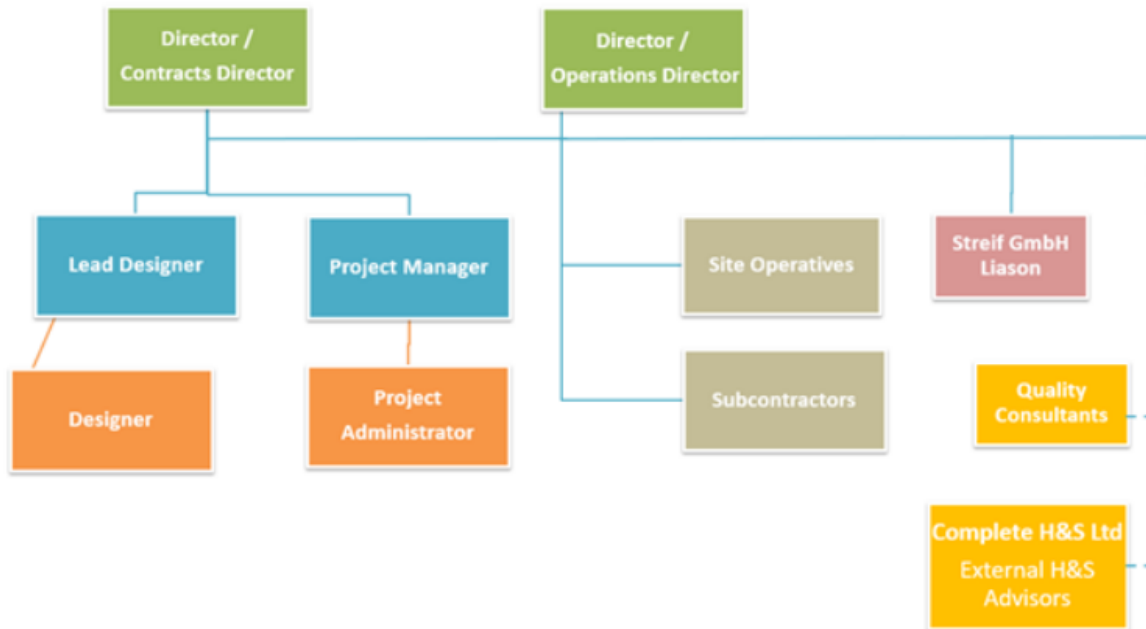 Director /
Contracts Director
Director /
Operations Director
Lead Designer
Project Manager
Site Operatives
Streif GmbH
Liason
Designer
Project
Administrator
Subcontractors
Quality
Consultants
Complete H&S Ltd
External H&S
Advisors